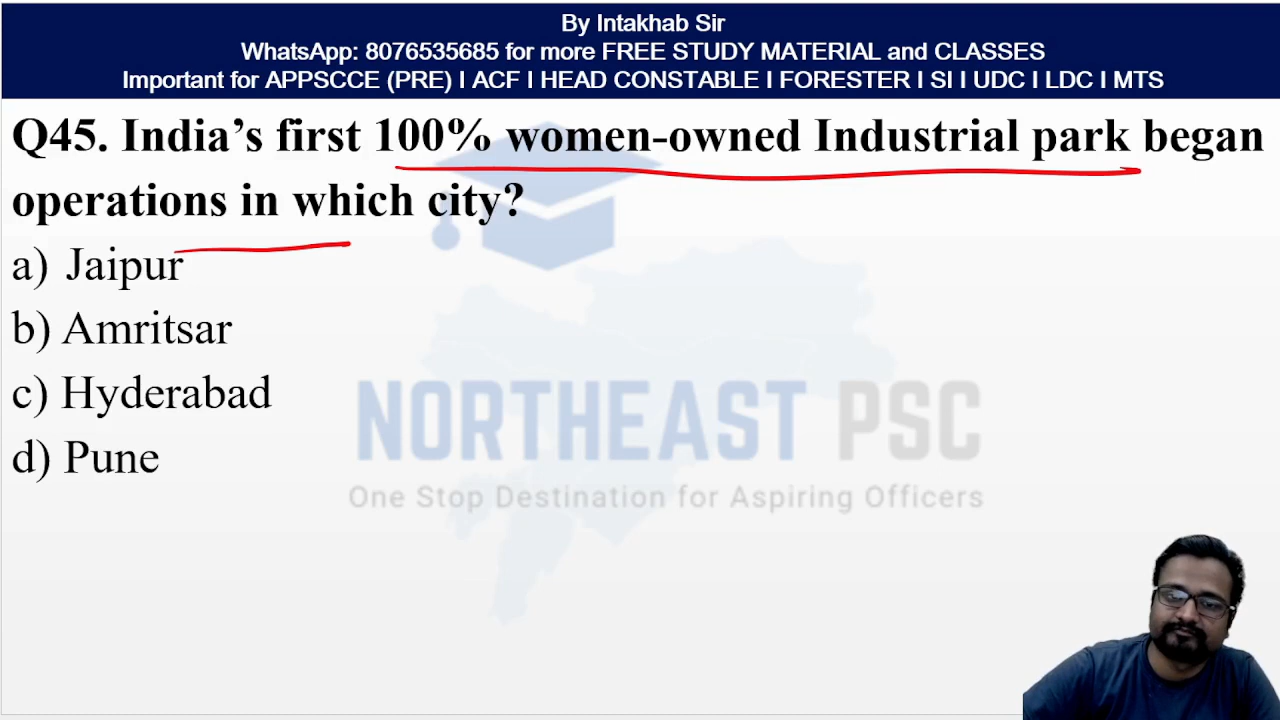 By Intakhab Sir
WhatsApp: 8076535685 for more FREE STUDY MATERIAL and CLASSES
Important for APPSCCE (PRE) I ACF I HEAD CONSTABLE I FORESTER I SI I UDC I LDC I MTS
Q45. India’s first 100% women-owned Industrial park began
operations in which city?
a) Jaipur
b) Amritsar
c) Hyderabad
d) Pune
NORTHEAST PSC
One Stop Destination for Aspiring Officers